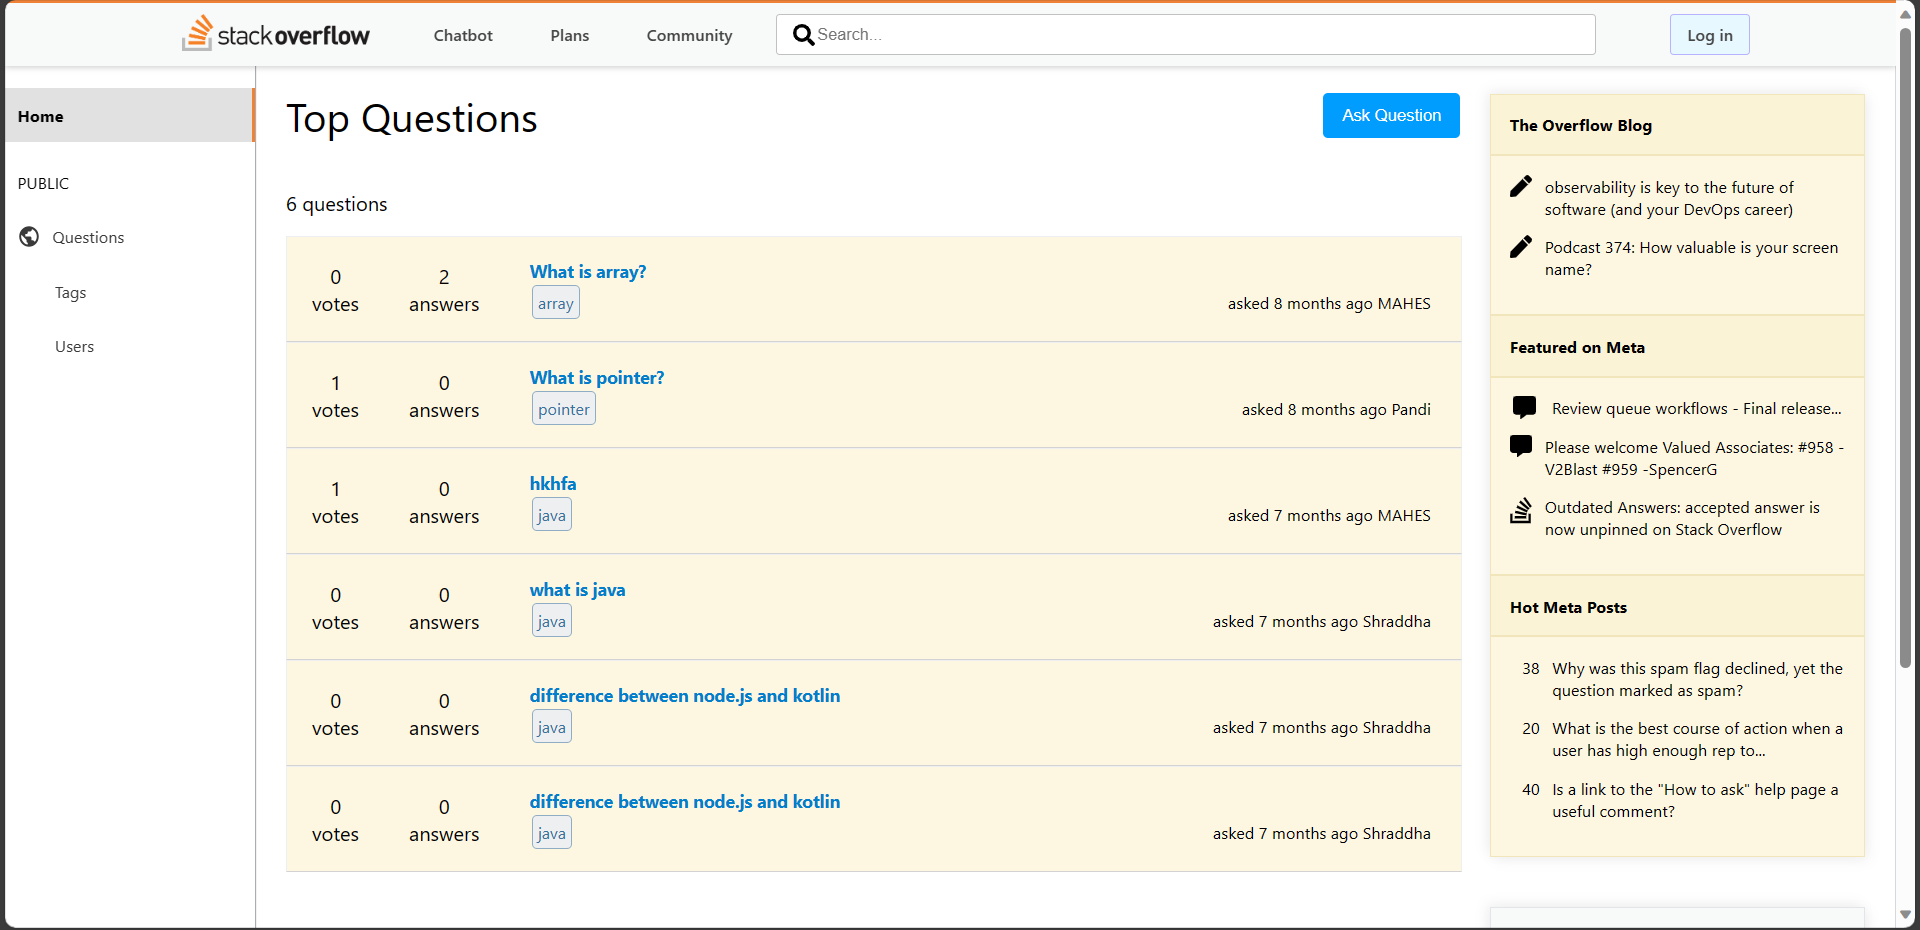 stack overflow
Chatbot
Plans
Community
Search...
Log in
Home
PUBLIC
Questions
Tags
Users
Top Questions
Ask Question
6 questions
0 votes
2 answers
What is array?
array
asked 8 months ago MAHES
1 votes
0 answers
What is pointer?
pointer
asked 8 months ago Pandi
1 votes
0 answers
hkhfa
java
asked 7 months ago MAHES
0 votes
0 answers
what is java
java
asked 7 months ago Shraddha
0 votes
0 answers
difference between node.js and kotlin
java
asked 7 months ago Shraddha
0 votes
0 answers
difference between node.js and kotlin
java
asked 7 months ago Shraddha
The Overflow Blog
observability is key to the future of
software (and your DevOps career)
Podcast 374: How valuable is your screen
name?
Featured on Meta
Review queue workflows - Final release...
Please welcome Valued Associates: #958 -
V2Blast #959 -SpencerG
Outdated Answers: accepted answer is
now unpinned on Stack Overflow
Hot Meta Posts
38 Why was this spam flag declined, yet the
question marked as spam?
20 What is the best course of action when a
user has high enough rep to...
40 Is a link to the "How to ask" help page a
useful comment?